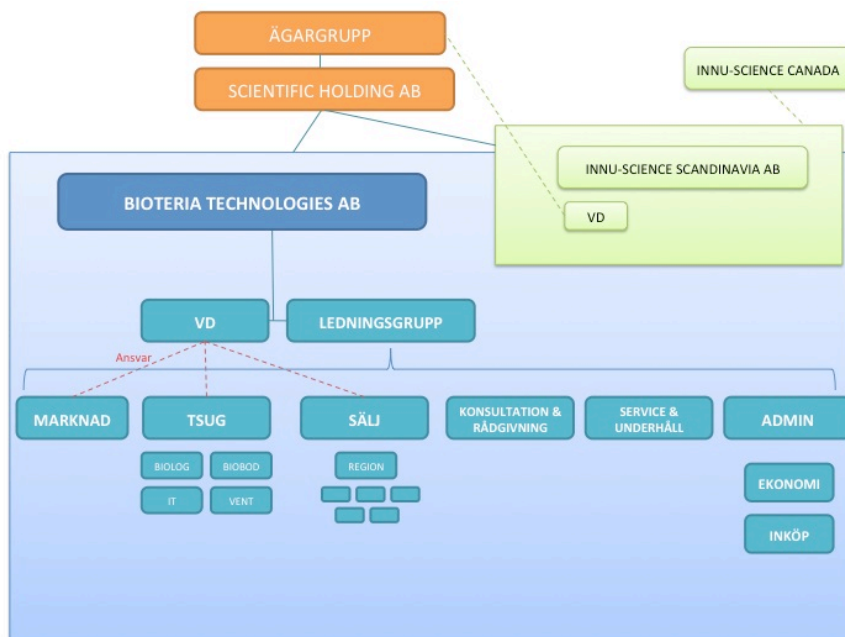 ÄGARGRUPP
SCIENTIFIC HOLDING AB
INNU-SCIENCE CANADA
INNU-SCIENCE SCANDINAVIA AB
VD
BIOTERIA TECHNOLOGIES AB
VD
LEDNINGSGRUPP
Ansvar
MARKNAD
TSUG
SÄLJ
KONSULTATION &
RÅDGIVNING
SERVICE &
UNDERHÅLL
ADMIN
BIOLOG
BIOBOD
IT
VENT
REGION
EKONOMI
INKÖP